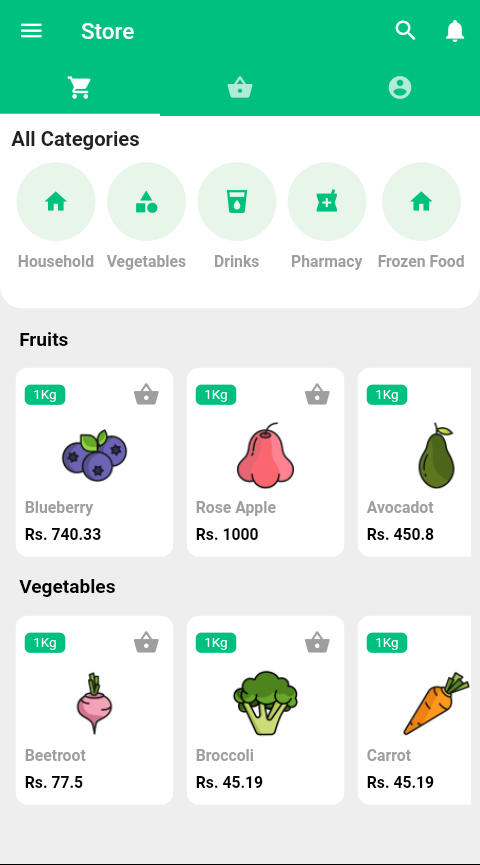 Store
All Categories
Household Vegetables Drinks Pharmacy Frozen Food
Fruits
1Kg 1Kg 1Kg
Blueberry Rose Apple Avocadot
Rs. 740.33 Rs. 1000 Rs. 450.8
Vegetables
1Kg 1Kg 1Kg
Beetroot Broccoli Carrot
Rs. 77.5 Rs. 45.19 Rs. 45.19